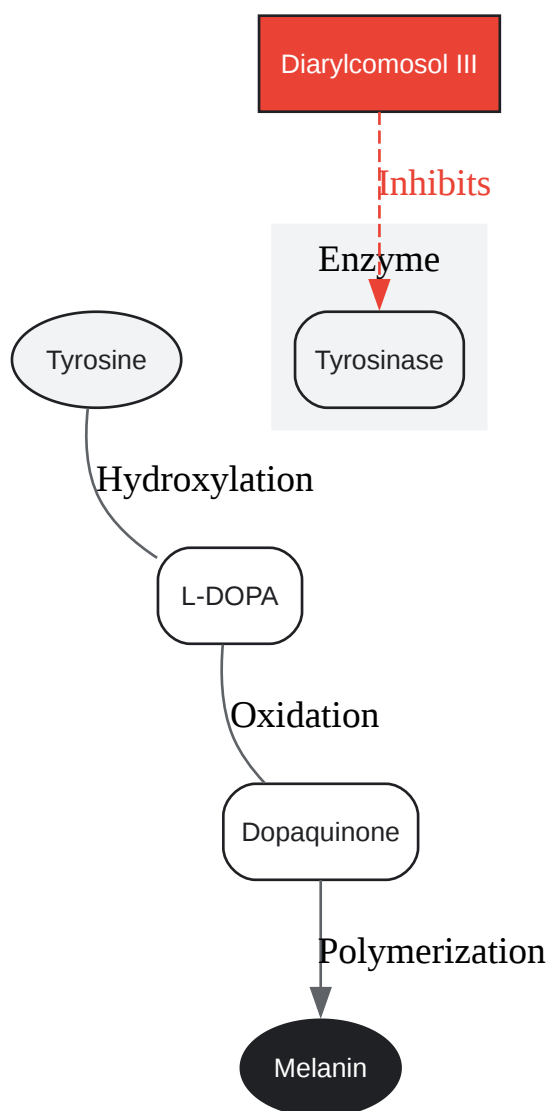 Diarylcomosol III
Inhibits
Enzyme
Tyrosinase
Tyrosine
Hydroxylation
L-DOPA
Oxidation
Dopaquinone
Polymerization
Melanin